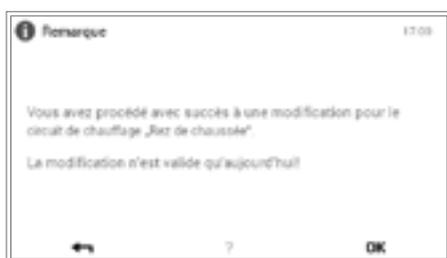 Remarque 17:00
Vous avez procédé avec succès à une modification pour le
circuit de chauffage „Rez de chaussée“.
La modification n'est valide qu'aujourd'hui!
? OK